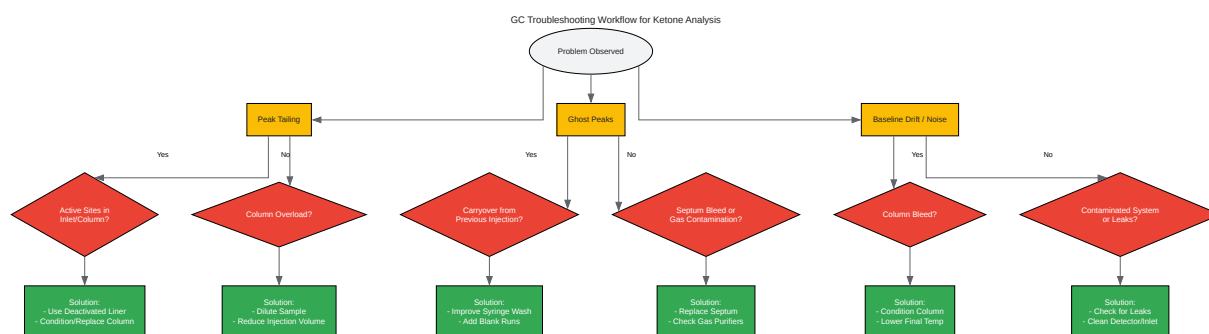 GC Troubleshooting Workflow for Ketone Analysis
Problem Observed
Peak Tailing
Ghost Peaks
Baseline Drift / Noise
Yes
No
Yes
No
Yes
No
Active Sites in
Inlet/Column?
Column Overload?
Carryover from
Previous Injection?
Septum Bleed or
Gas Contamination?
Column Bleed?
Contaminated System
or Leaks?
Solution:
- Use Deactivated Liner
- Condition/Replace Column
Solution:
- Dilute Sample
- Reduce Injection Volume
Solution:
- Improve Syringe Wash
- Add Blank Runs
Solution:
- Replace Septum
- Check Gas Purifiers
Solution:
- Condition Column
- Lower Final Temp
Solution:
- Check for Leaks
- Clean Detector/Inlet